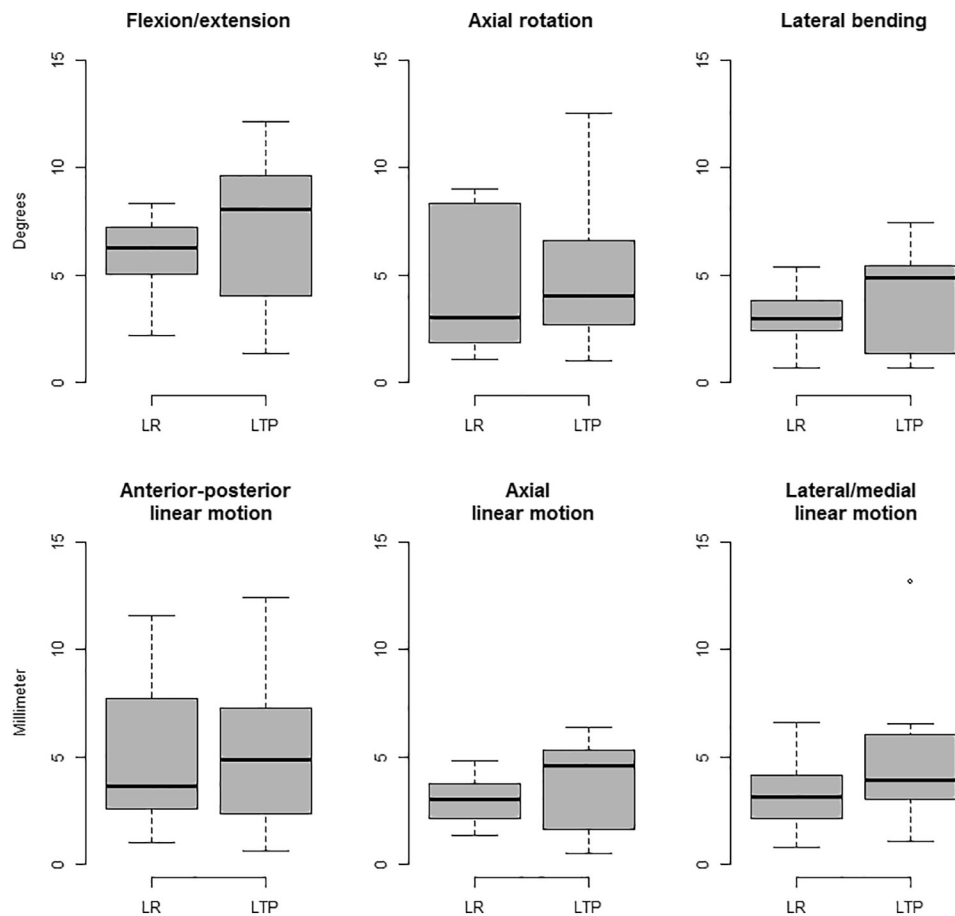 Flexion/extension
Axial rotation
Lateral bending
Degrees
15
10
5
0
LR LTP
15
10
5
0
LR LTP
15
10
5
0
LR LTP
Anterior-posterior
linear motion
Axial
linear motion
Lateral/medial
linear motion
Millimeter
15
10
5
0
LR LTP
15
10
5
0
LR LTP
15
10
5
0
LR LTP